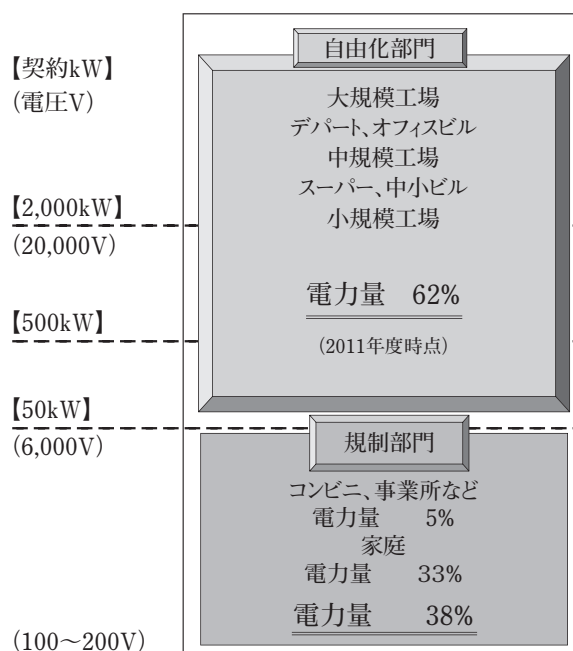 自由化部門
【契約kW】
(電圧V)
大規模工場
デパート、オフィスビル
中規模工場
スーパー、中小ビル
小規模工場
【2,000kW】
(20,000V)
電力量 62%
(2011年度時点)
【500kW】
【50kW】
(6,000V)
規制部門
コンビニ、事業所など
電力量 5%
家庭
電力量 33%
電力量 38%
(100～200V)